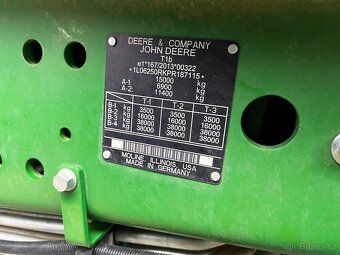 DEERE & COMPANY
JOHN DEERE
T1b
e1*167/2013*00322
*1L06250RKPR187115*
15000 kg
A-1: 6900 kg
A-2: 11400 kg
T-1 T-2 T-3
B-1 kg 3500 3500 3500
B-2 kg 16000 16000 16000
B-3 kg 38000 38000 38000
B-4 kg 38000 38000 38000
MOLINE, ILLINOIS, USA
MADE IN GERMANY